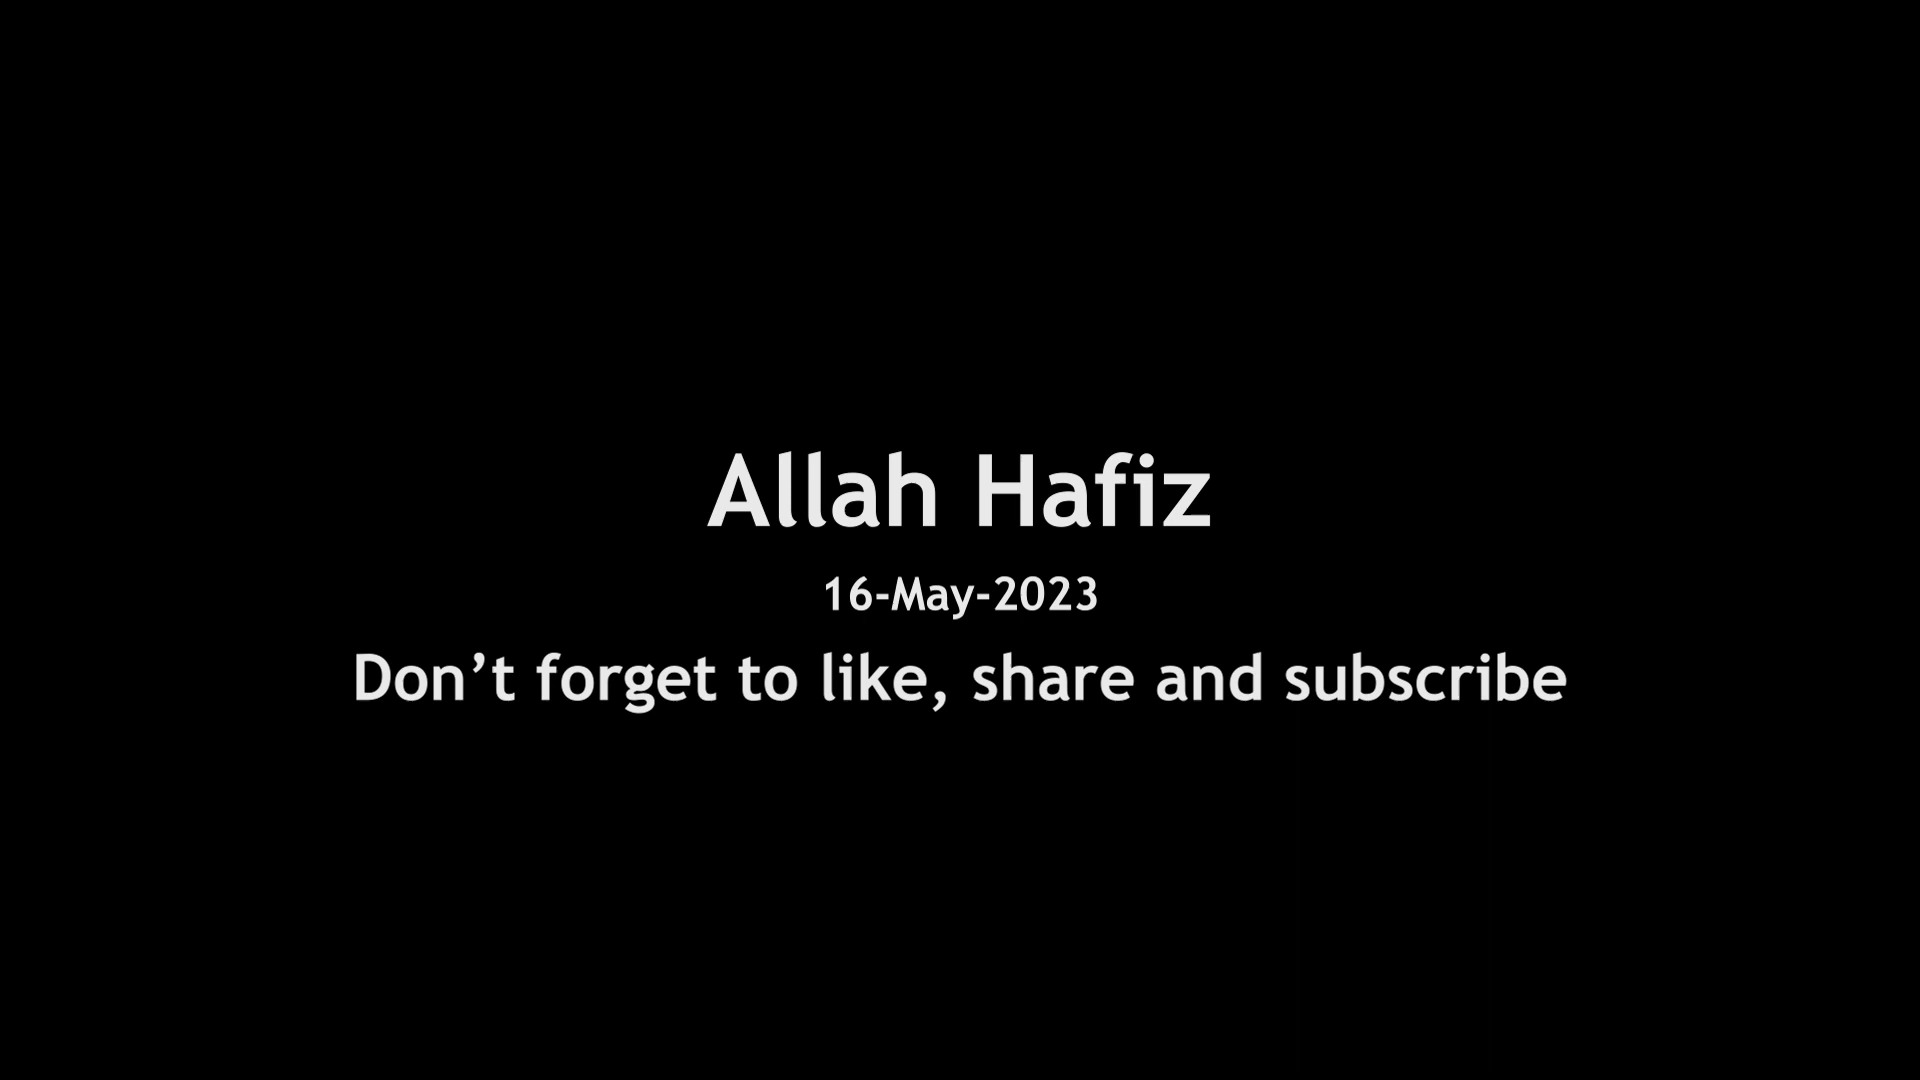 Allah Hafiz
16-May-2023
Don’t forget to like, share and subscribe